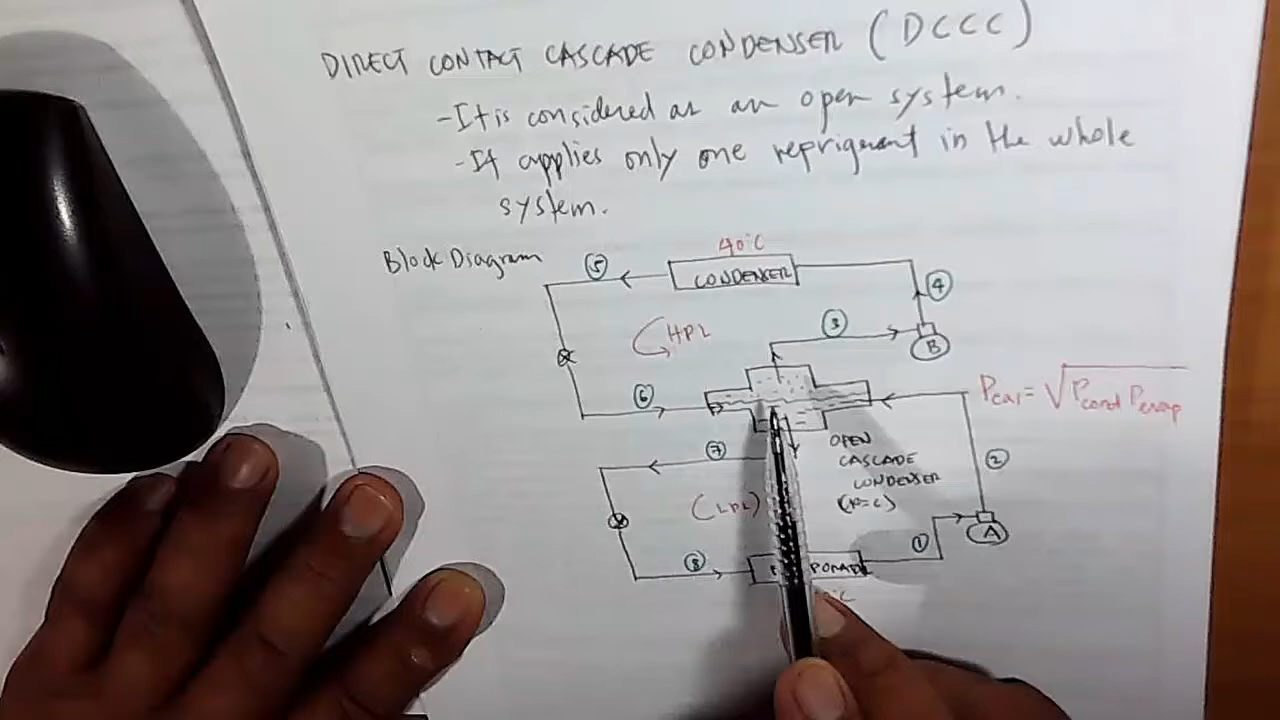 DIRECT CONTACT CASCADE CONDENSER (DCCC)
-It is considered as an open system.
-It applies only one repriguent in the whole
system.
Block Diagram
40°C
CONDENSER
5
4
HPL
3
B
6
Pcas = √Pcond Pevap
OPEN
CASCADE
CONDENSER
(P=C)
7
2
(LPL)
A
1
8